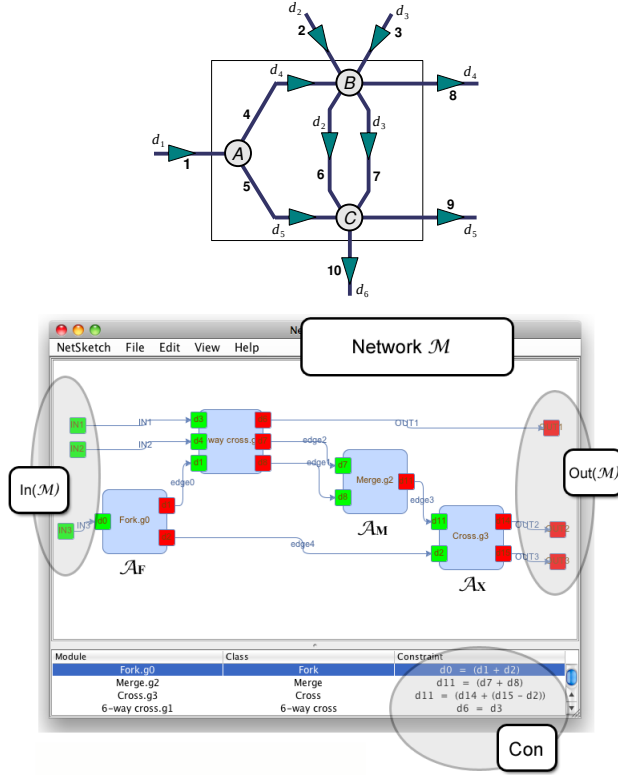 d2
d3
2
3
B
d4
d4
8
4
d1
d2
d3
A
1
5
6
7
9
C
d5
d5
10
d6
Network M
NetSketch File Edit View Help
IN1
IN1
d3
OUT1
IN2
IN2
d4
way cross.g
edge2
d1
edge1
d7
Merge.g2
In(M)
Out(M)
edge0
d8
edge3
IN3
IN3
d0
Fork.g0
AM
d11
Cross.g3
OUT2
edge4
d2
OUT3
AF
AX
Module Class Constraint
Fork.g0 Fork d0 = (d1 + d2)
Merge.g2 Merge d11 = (d7 + d8)
Cross.g3 Cross d11 = (d14 + (d15 - d2))
6-way cross.g1 6-way cross d6 = d3
Con